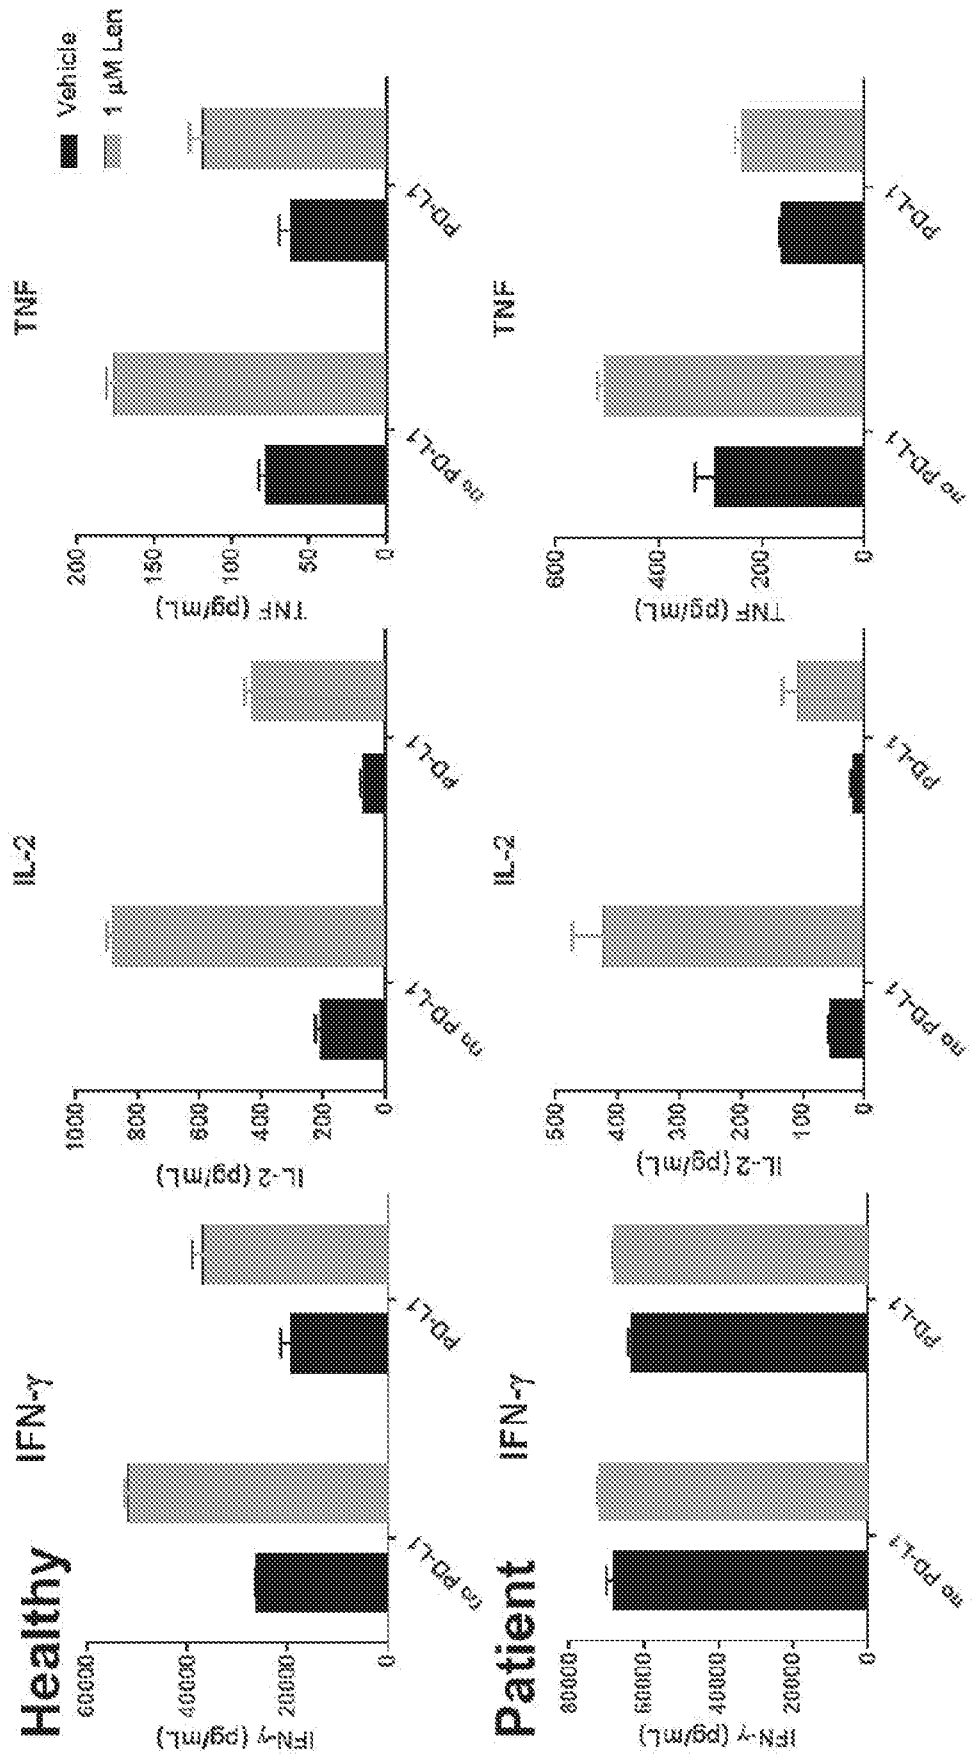 Vehicle
1 µM Len
Healthy
IFN-γ
IFN-γ (pg/mL)
60000
40000
20000
0
no PD-L1
PD-L1
IL-2
IL-2 (pg/mL)
1000
800
600
400
200
0
no PD-L1
PD-L1
TNF
TNF (pg/mL)
200
150
100
50
0
no PD-L1
PD-L1
Patient
IFN-γ
IFN-γ (pg/mL)
80000
60000
40000
20000
0
no PD-L1
PD-L1
IL-2
IL-2 (pg/mL)
500
400
300
200
100
0
no PD-L1
PD-L1
TNF
TNF (pg/mL)
600
400
200
0
no PD-L1
PD-L1